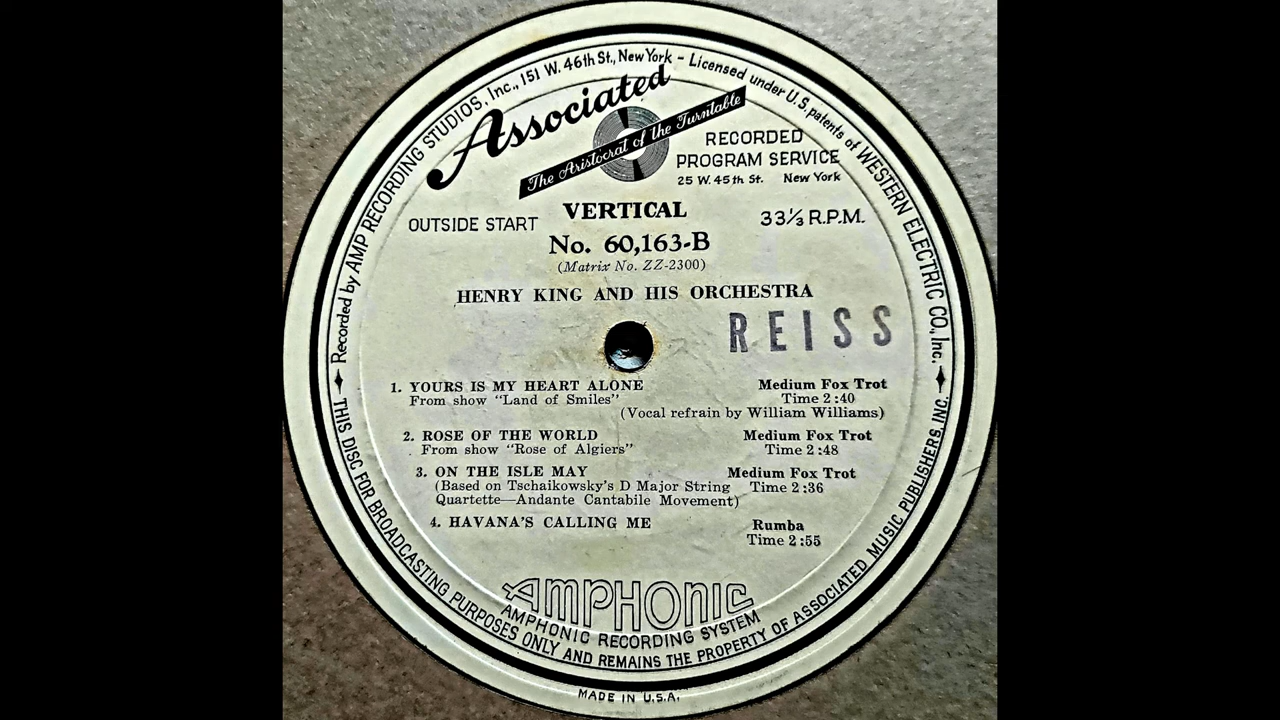 Recorded by AMP RECORDING STUDIOS, Inc., 151 W. 46th St., New York - Licensed under U.S. patents of WESTERN ELECTRIC CO., Inc.
Associated
The Aristocrat of the Turntable
RECORDED
PROGRAM SERVICE
25 W. 45th St. New York
OUTSIDE START VERTICAL 33⅓ R.P.M.
No. 60,163-B
(Matrix No. ZZ-2300)
HENRY KING AND HIS ORCHESTRA
REISS
1. YOURS IS MY HEART ALONE Medium Fox Trot
From show "Land of Smiles" Time 2:40
(Vocal refrain by William Williams)
2. ROSE OF THE WORLD Medium Fox Trot
From show "Rose of Algiers" Time 2:48
3. ON THE ISLE MAY Medium Fox Trot
(Based on Tschaikowsky's D Major String Time 2:36
Quartette—Andante Cantabile Movement)
4. HAVANA'S CALLING ME Rumba
Time 2:55
AMPHONIC
AMPHONIC RECORDING SYSTEM
THIS DISC FOR BROADCASTING PURPOSES ONLY AND REMAINS THE PROPERTY OF ASSOCIATED MUSIC PUBLISHERS, INC.
MADE IN U.S.A.